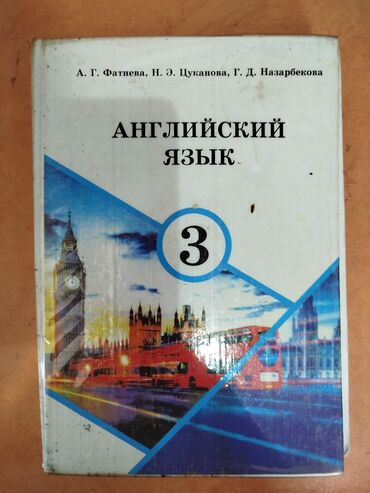 А. Г. Фатнева, Н. Э. Цуканова, Г. Д. Назарбекова
АНГЛИЙСКИЙ
ЯЗЫК
3